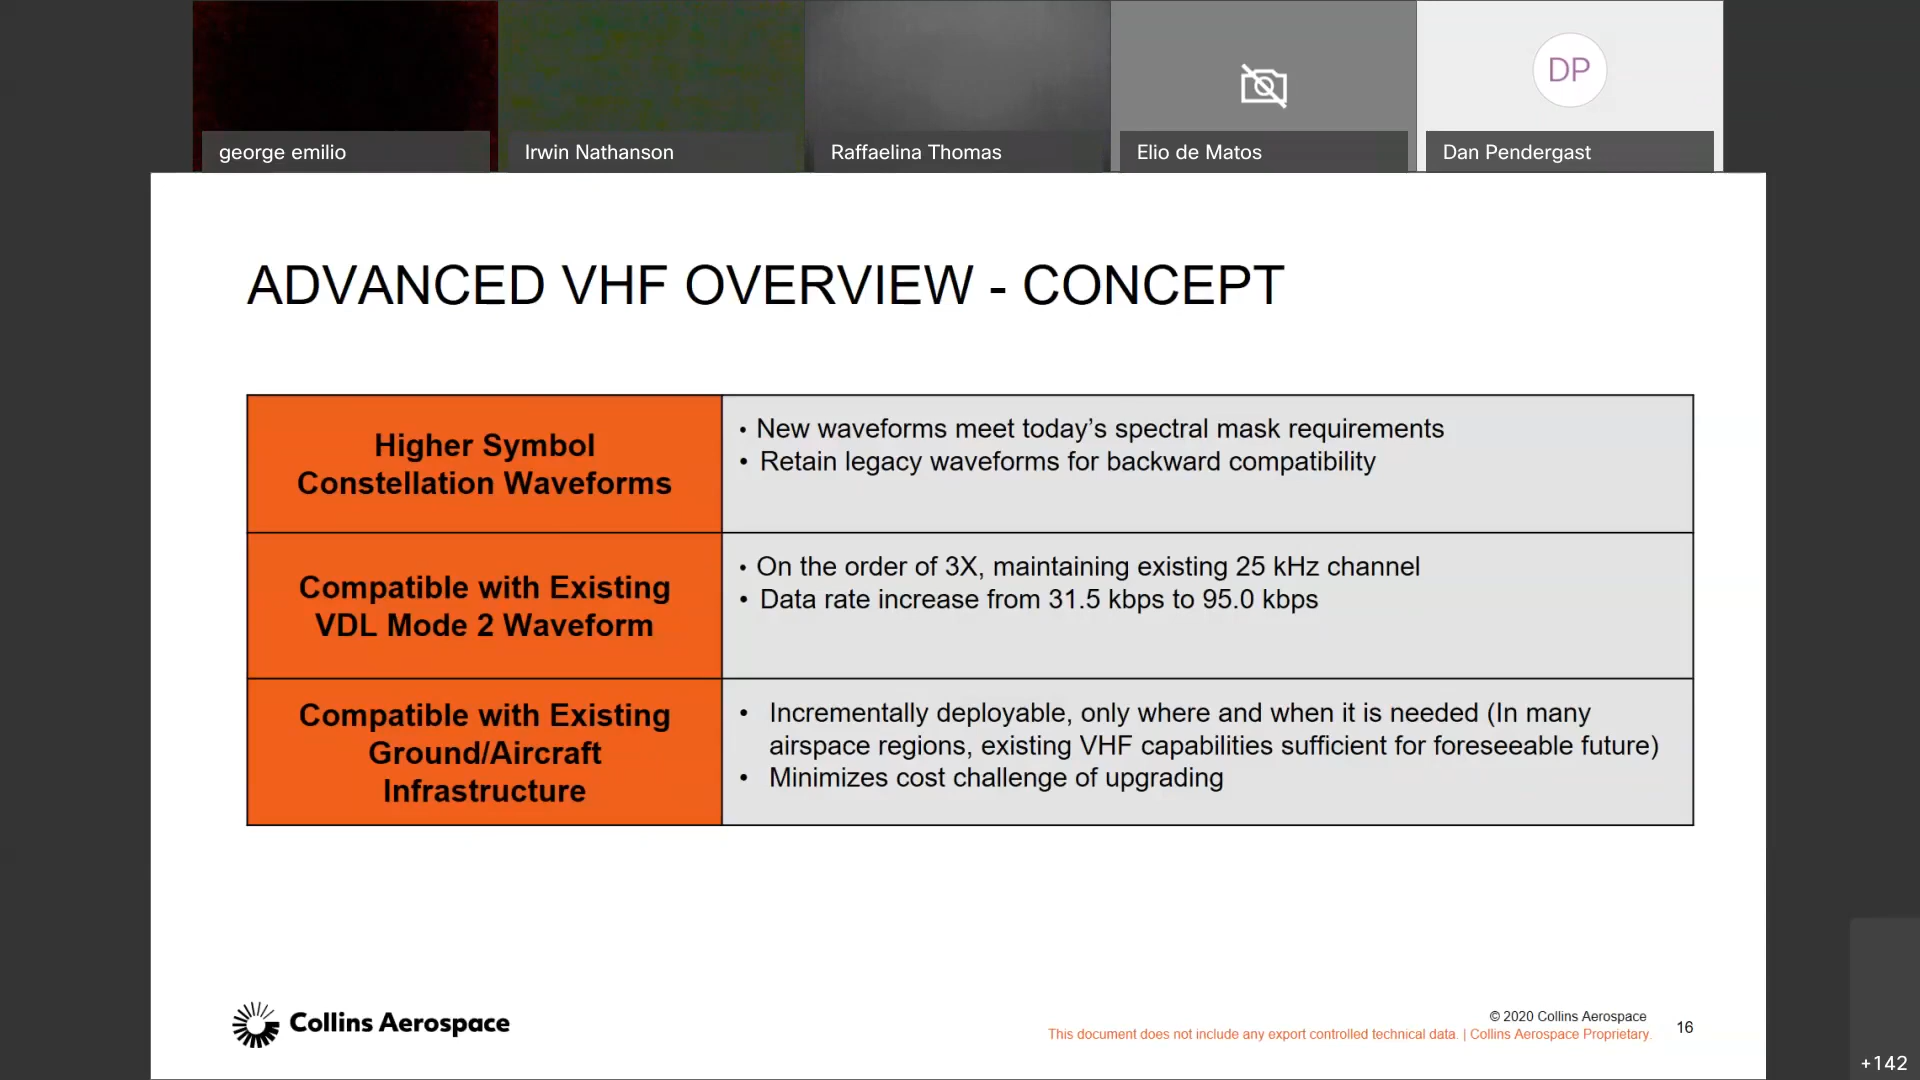 george emilio
Irwin Nathanson
Raffaelina Thomas
Elio de Matos
DP
Dan Pendergast
ADVANCED VHF OVERVIEW - CONCEPT
Higher Symbol
Constellation Waveforms
• New waveforms meet today’s spectral mask requirements
• Retain legacy waveforms for backward compatibility
Compatible with Existing
VDL Mode 2 Waveform
• On the order of 3X, maintaining existing 25 kHz channel
• Data rate increase from 31.5 kbps to 95.0 kbps
Compatible with Existing
Ground/Aircraft
Infrastructure
• Incrementally deployable, only where and when it is needed (In many
airspace regions, existing VHF capabilities sufficient for foreseeable future)
• Minimizes cost challenge of upgrading
Collins Aerospace
© 2020 Collins Aerospace
This document does not include any export controlled technical data. | Collins Aerospace Proprietary.
16
+142